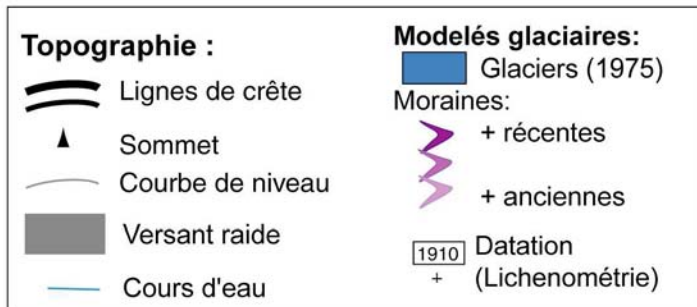 Topographie :
Lignes de crête
Sommet
Courbe de niveau
Versant raide
Cours d'eau
Modelés glaciaires:
Glaciers (1975)
Moraines:
+ récentes
+ anciennes
1910 Datation
+ (Lichenométrie)